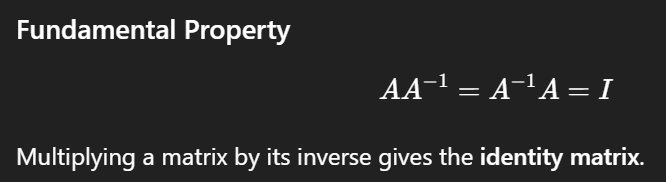 Fundamental Property
AA⁻¹ = A⁻¹A = I
Multiplying a matrix by its inverse gives the identity matrix.